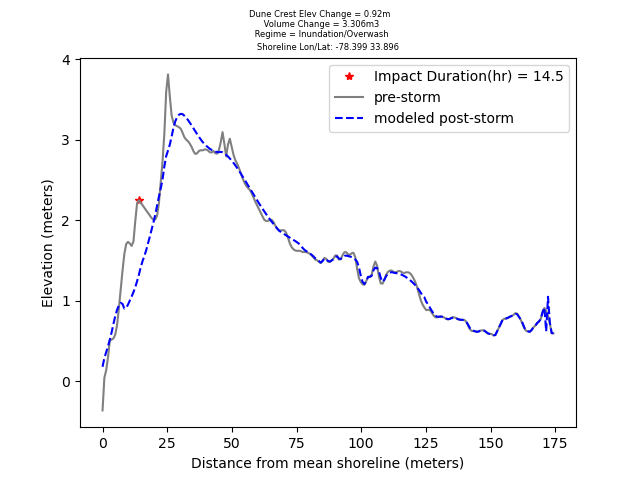 Dune Crest Elev Change = 0.92m
Volume Change = 3.306m3
Regime = Inundation/Overwash
Shoreline Lon/Lat: -78.399 33.896
Impact Duration(hr) = 14.5
pre-storm
modeled post-storm
Elevation (meters)
4
3
2
1
0
0 25 50 75 100 125 150 175
Distance from mean shoreline (meters)